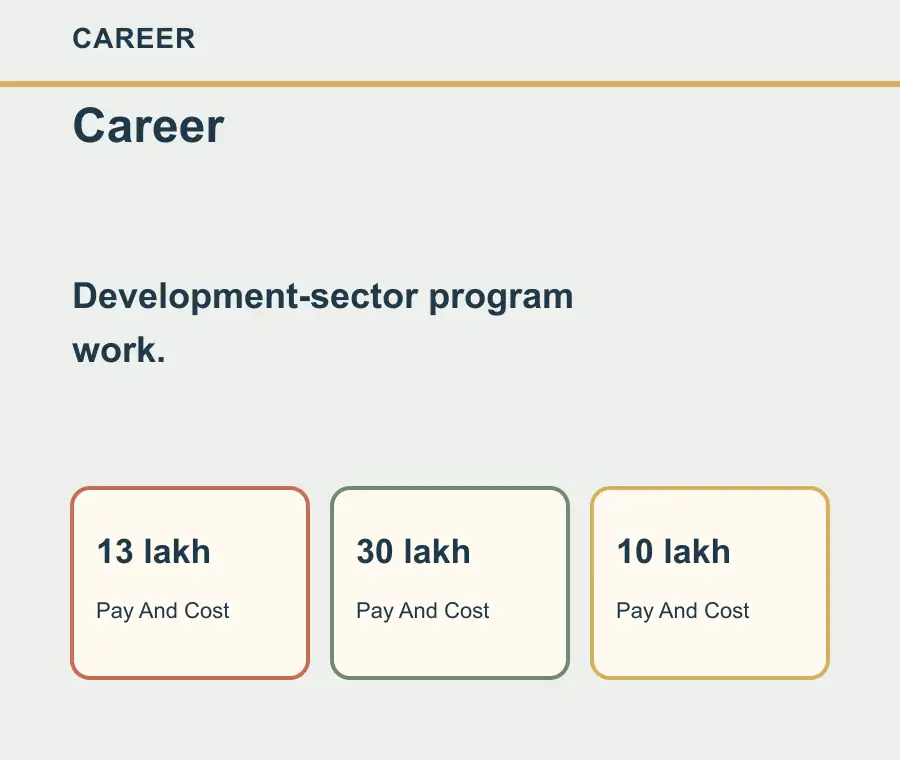 CAREER
Career
Development-sector program
work.
13 lakh
Pay And Cost
30 lakh
Pay And Cost
10 lakh
Pay And Cost